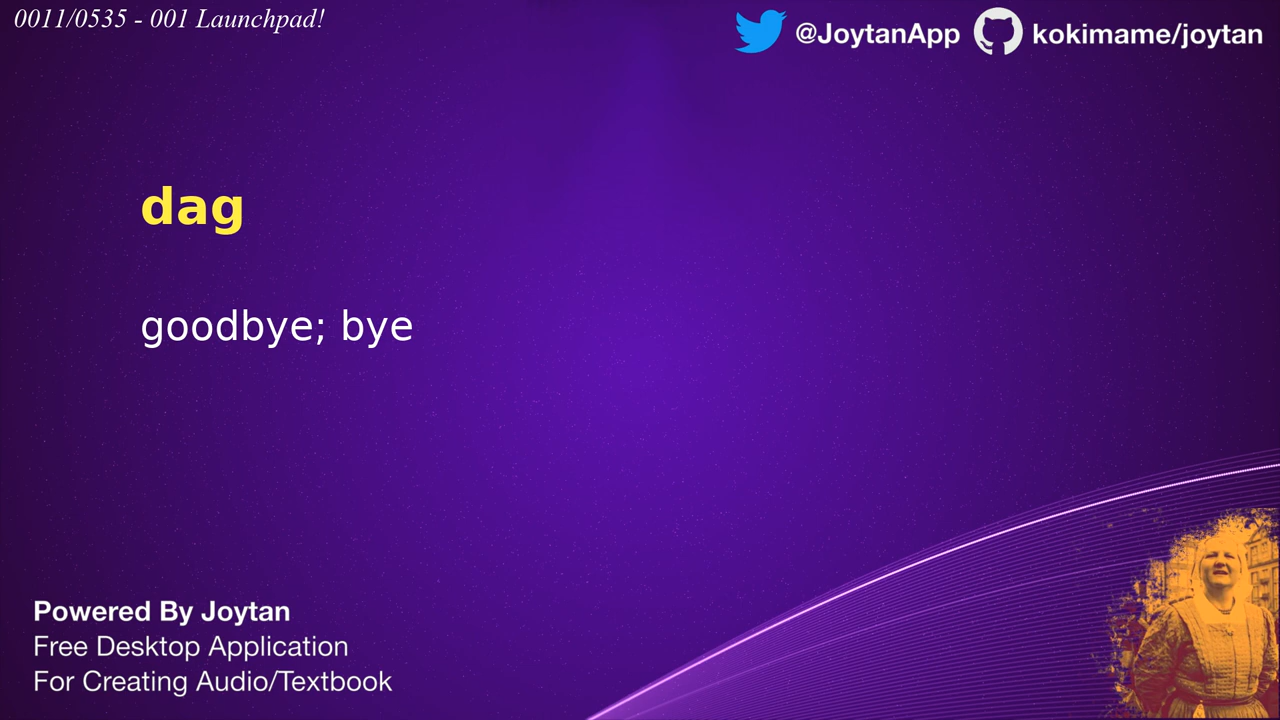 0011/0535 - 001 Launchpad!
@JoytanApp kokimame/joytan
dag
goodbye; bye
Powered By Joytan
Free Desktop Application
For Creating Audio/Textbook